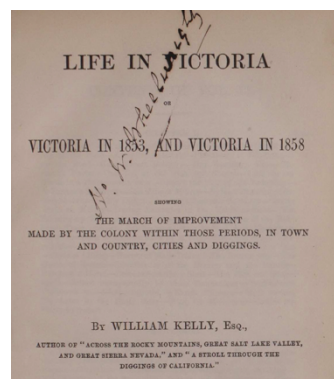 LIFE IN VICTORIA
OR
VICTORIA IN 1853, AND VICTORIA IN 1858
SHOWING
THE MARCH OF IMPROVEMENT
MADE BY THE COLONY WITHIN THOSE PERIODS, IN TOWN
AND COUNTRY, CITIES AND DIGGINGS.
BY WILLIAM KELLY, ESQ.,
AUTHOR OF "ACROSS THE ROCKY MOUNTAINS, GREAT SALT LAKE VALLEY,
AND GREAT SIERRA NEVADA," AND "A STROLL THROUGH THE
DIGGINGS OF CALIFORNIA."